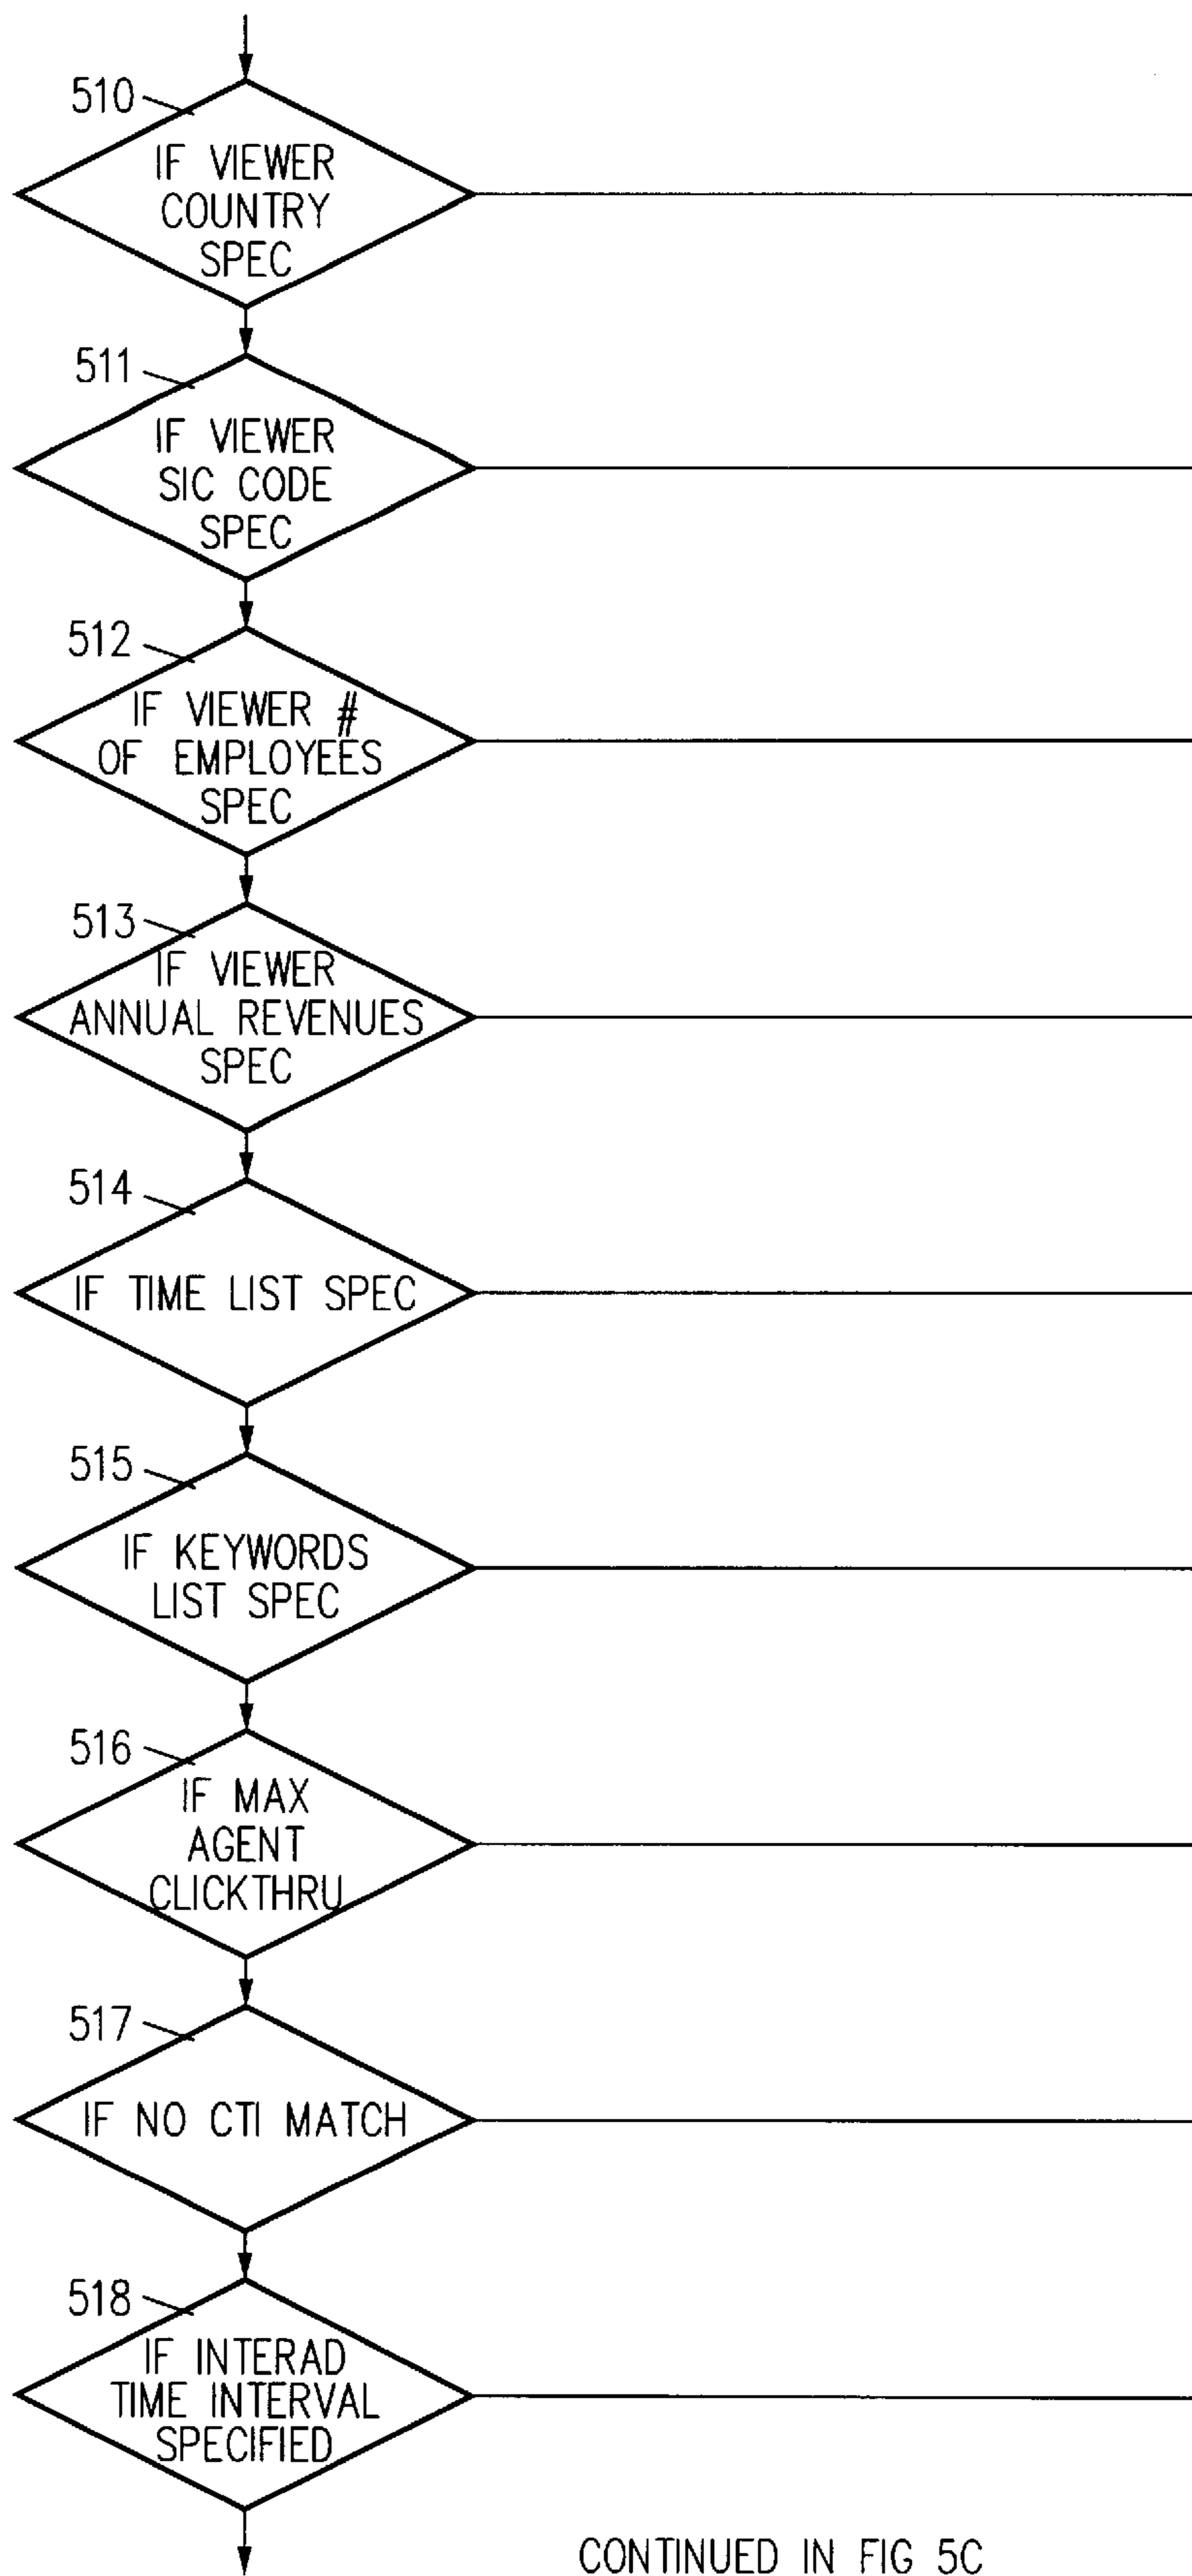 510
IF VIEWER
COUNTRY
SPEC
511
IF VIEWER
SIC CODE
SPEC
512
IF VIEWER #
OF EMPLOYEES
SPEC
513
IF VIEWER
ANNUAL REVENUES
SPEC
514
IF TIME LIST SPEC
515
IF KEYWORDS
LIST SPEC
516
IF MAX
AGENT
CLICKTHRU
517
IF NO CTI MATCH
518
IF INTERAD
TIME INTERVAL
SPECIFIED
CONTINUED IN FIG 5C